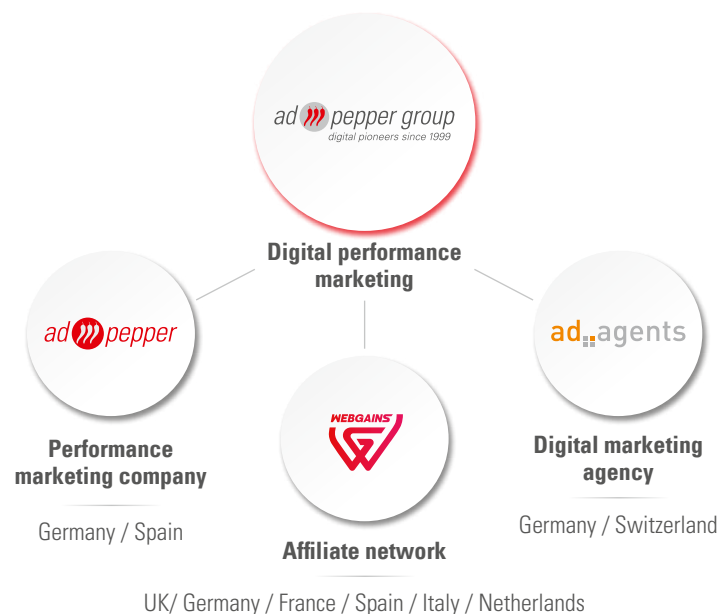 ad pepper group
digital pioneers since 1999
Digital performance
marketing
ad pepper
Performance
marketing company
Germany / Spain
WEBGAINS
Affiliate network
UK/ Germany / France / Spain / Italy / Netherlands
ad agents
Digital marketing
agency
Germany / Switzerland